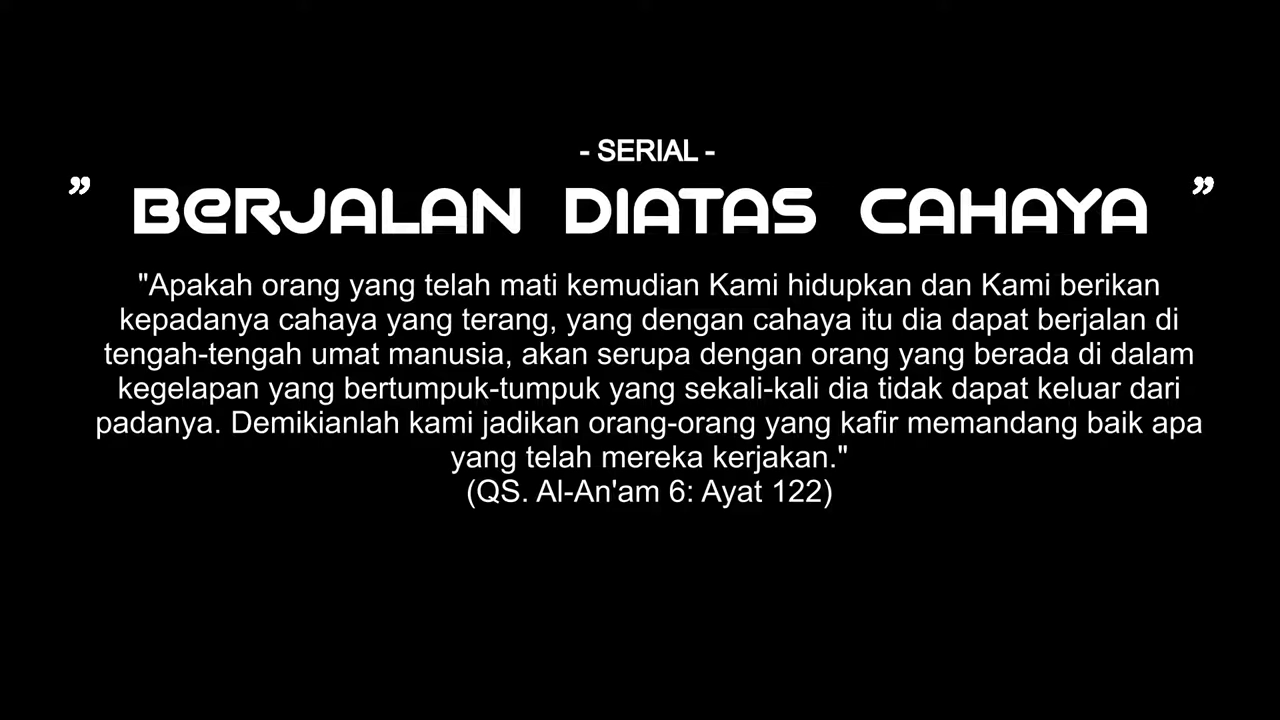 - SERIAL -
” BERJALAN DIATAS CAHAYA ”
"Apakah orang yang telah mati kemudian Kami hidupkan dan Kami berikan
kepadanya cahaya yang terang, yang dengan cahaya itu dia dapat berjalan di
tengah-tengah umat manusia, akan serupa dengan orang yang berada di dalam
kegelapan yang bertumpuk-tumpuk yang sekali-kali dia tidak dapat keluar dari
padanya. Demikianlah kami jadikan orang-orang yang kafir memandang baik apa
yang telah mereka kerjakan."
(QS. Al-An'am 6: Ayat 122)